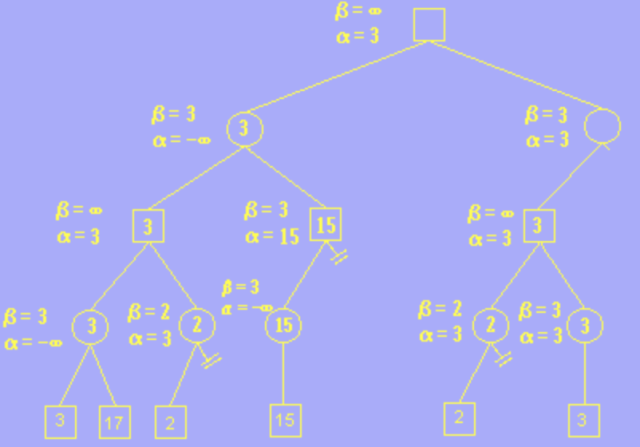 β = ∞
α = 3
β = 3
α = -∞
3
β = 3
α = 3
β = ∞
α = 3
3
β = 3
α = 15
15
β = ∞
α = 3
3
β = 3
α = -∞
3
β = 2
α = 3
2
β = 3
α = -∞
15
β = 2
α = 3
2
β = 3
α = 3
3
3
17
2
15
2
3